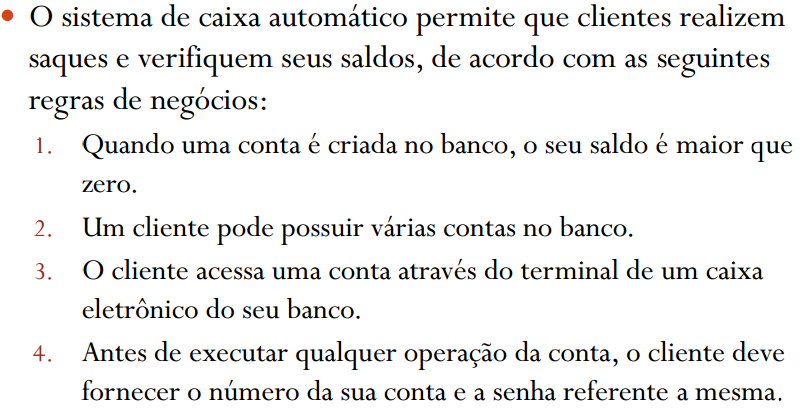 • O sistema de caixa automático permite que clientes realizem
saques e verifiquem seus saldos, de acordo com as seguintes
regras de negócios:
1. Quando uma conta é criada no banco, o seu saldo é maior que
zero.
2. Um cliente pode possuir várias contas no banco.
3. O cliente acessa uma conta através do terminal de um caixa
eletrônico do seu banco.
4. Antes de executar qualquer operação da conta, o cliente deve
fornecer o número da sua conta e a senha referente a mesma.